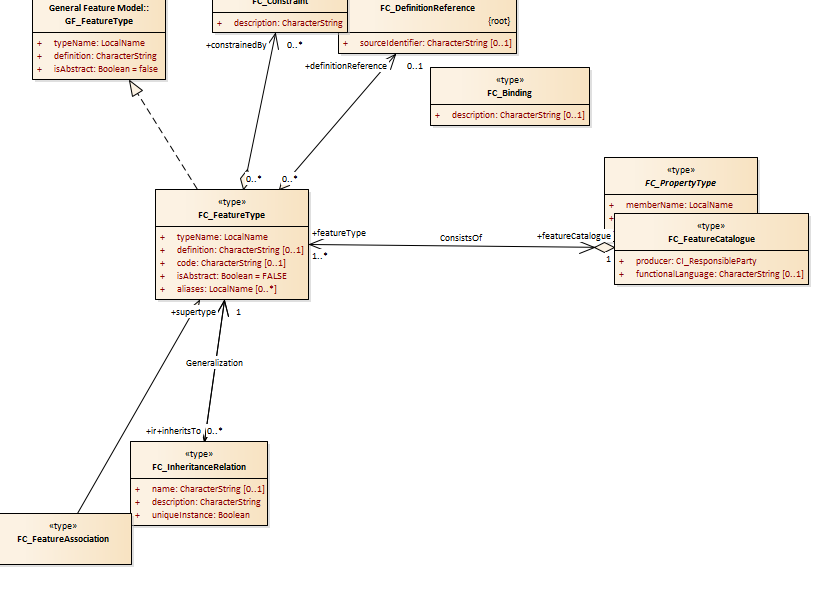 General Feature Model::
GF_FeatureType
+ typeName: LocalName
+ definition: CharacterString
+ isAbstract: Boolean = false
FC_Constraint
+ description: CharacterString
FC_DefinitionReference
{root}
+ sourceIdentifier: CharacterString [0..1]
+constrainedBy 0..*
+definitionReference 0..1
«type»
FC_Binding
+ description: CharacterString [0..1]
0..* 0..*
«type»
FC_FeatureType
+ typeName: LocalName
+ definition: CharacterString [0..1]
+ code: CharacterString [0..1]
+ isAbstract: Boolean = FALSE
+ aliases: LocalName [0..*]
«type»
FC_PropertyType
+ memberName: LocalName
+
+featureType
1..*
ConsistsOf
+featureCatalogue
1
«type»
FC_FeatureCatalogue
+ producer: CI_ResponsibleParty
+ functionalLanguage: CharacterString [0..1]
+supertype 1
Generalization
+inheritsTo 0..*
«type»
FC_InheritanceRelation
+ name: CharacterString [0..1]
+ description: CharacterString
+ uniqueInstance: Boolean
«type»
FC_FeatureAssociation